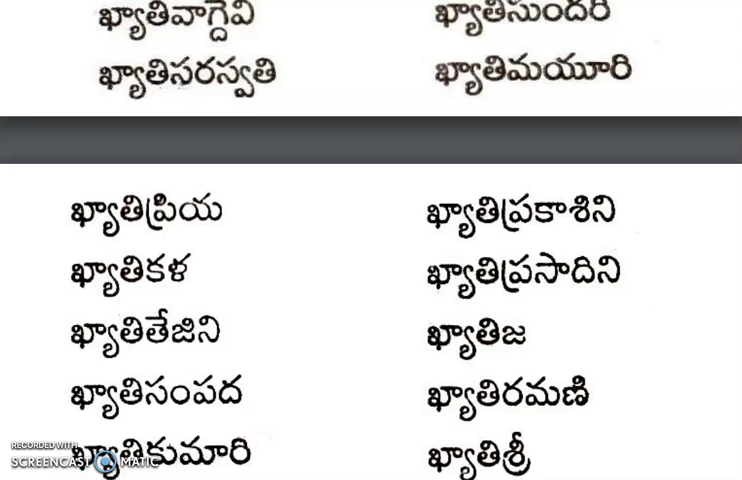 ఖ్యాతివాగ్దేవి ఖ్యాతిసుందరి
ఖ్యాతిసరస్వతి ఖ్యాతిమయూరి
ఖ్యాతిప్రియ ఖ్యాతిప్రకాశిని
ఖ్యాతికళ ఖ్యాతిప్రసాదిని
ఖ్యాతితేజిని ఖ్యాతిజ
ఖ్యాతిసంపద ఖ్యాతిరమణి
ఖ్యాతికుమారి ఖ్యాతిశ్రీ
RECORDED WITH
SCREENCAST MATIC